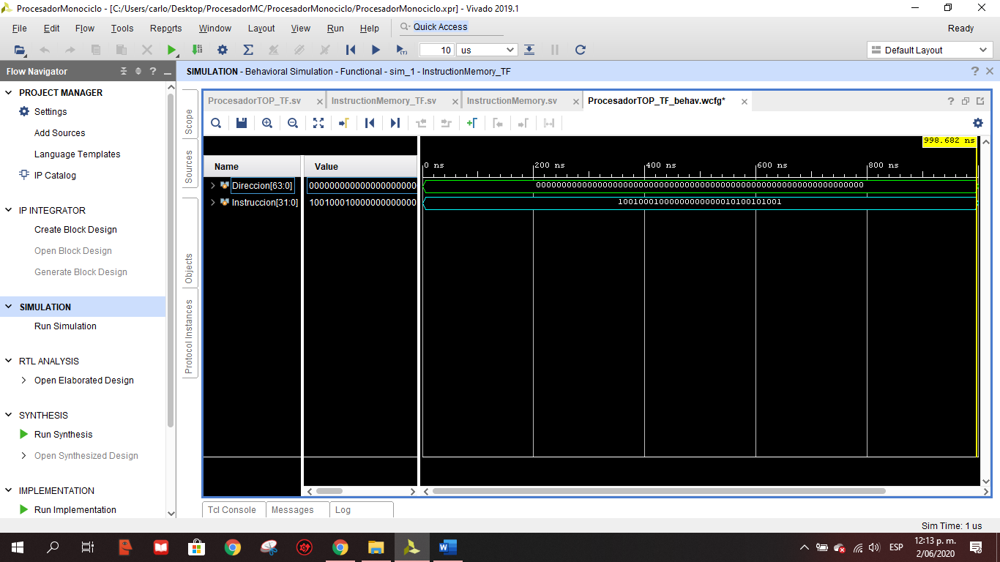 ProcesadorMonociclo - [C:/Users/carlo/Desktop/ProcesadorMC/ProcesadorMonociclo/ProcesadorMonociclo.xpr] - Vivado 2019.1
File Edit Flow Tools Reports Window Layout View Run Help Quick Access Ready
10 us Default Layout
Flow Navigator ?
SIMULATION - Behavioral Simulation - Functional - sim_1 - InstructionMemory_TF ?
PROJECT MANAGER
Settings
Add Sources
Language Templates
IP Catalog
IP INTEGRATOR
Create Block Design
Open Block Design
Generate Block Design
SIMULATION
Run Simulation
RTL ANALYSIS
Open Elaborated Design
SYNTHESIS
Run Synthesis
Open Synthesized Design
IMPLEMENTATION
Run Implementation
Scope
Sources
Objects
Protocol Instances
ProcesadorTOP_TF.sv InstructionMemory_TF.sv InstructionMemory.sv ProcesadorTOP_TF_behav.wcfg* ?
998.682 ns
Name Value
0 ns 200 ns 400 ns 600 ns 800 ns
Direccion[63:0]
Instruccion[31:0]
Tcl Console Messages Log
Sim Time: 1 us
ESP
12:13 p. m.
2/06/2020